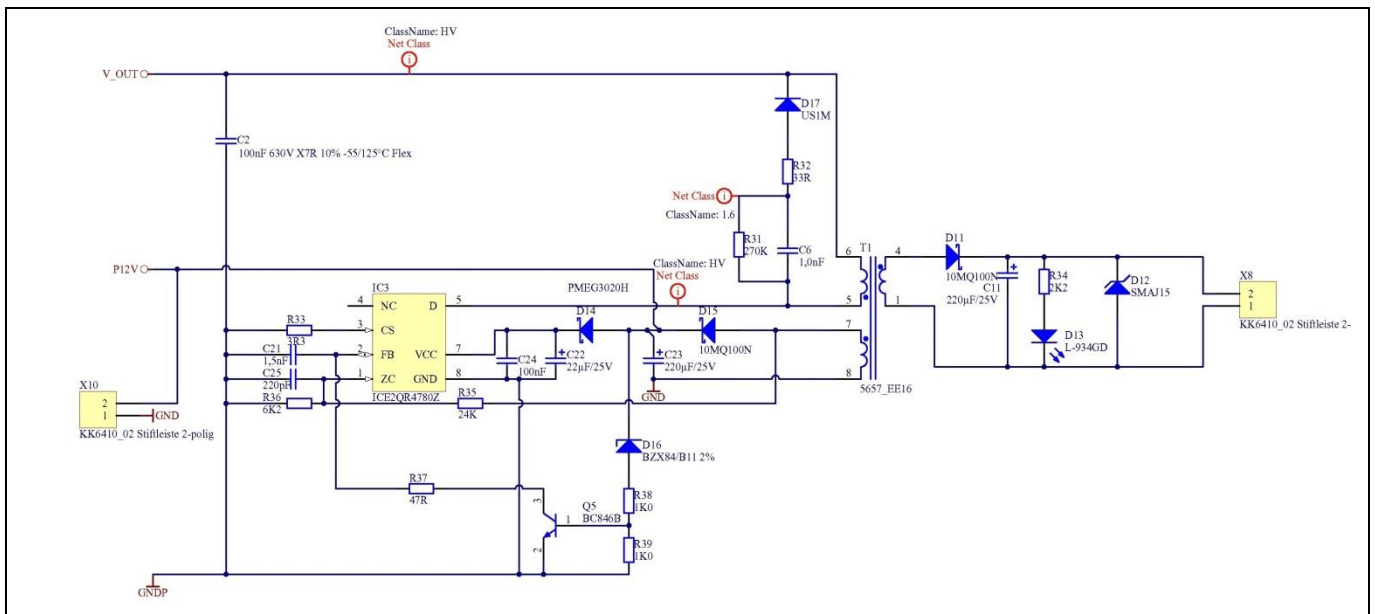 ClassName: HV
Net Class
i
V_OUT
D17
US1M
C2
100nF 630V X7R 10% -55/125°C Flex
R32
33R
Net Class
i
ClassName: 1.6
R31
270K
C6
1,0nF
P12V
ClassName: HV
Net Class
i
6
T1
4
D11
10MQ100N
C11
220µF/25V
R34
2K2
D12
SMAJ15
X8
2
1
KK6410_02 Stiftleiste 2-
IC3
PMEG3020H
4
NC
D
5
5
1
R33
3R3
3
CS
D14
D15
10MQ100N
7
C21
1,5nF
2
FB
VCC
7
C24
100nF
C22
22µF/25V
C23
220µF/25V
D13
L-934GD
C25
220pF
1
ZC
GND
8
8
5657_EE16
X10
2
1
GND
KK6410_02 Stiftleiste 2-polig
R36
6K2
ICE2QR4780Z
R35
24K
GND
D16
BZX84/B11 2%
R37
47R
3
Q5
BC846B
1
2
R38
1K0
R39
1K0
GNDP